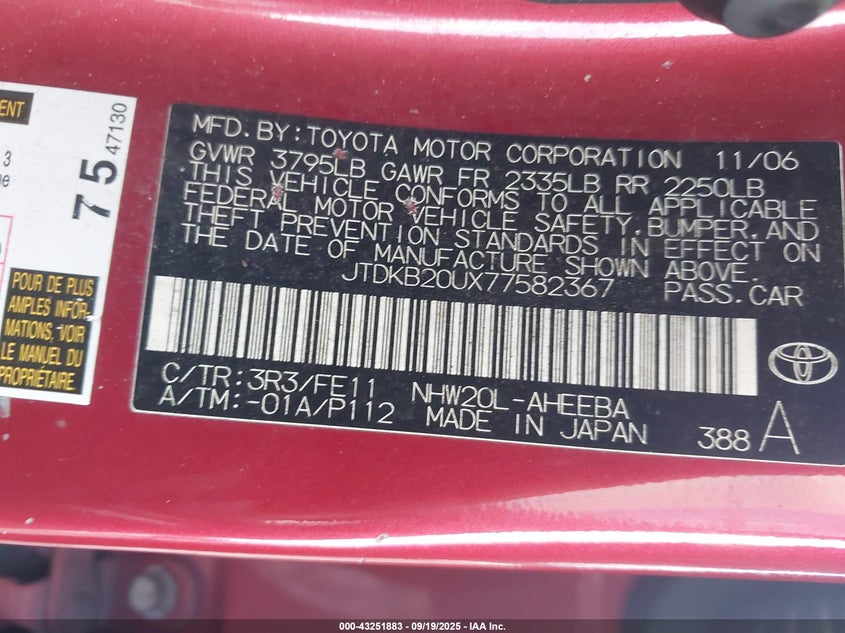 ENT
3
e
75 47130
POUR DE PLUS
AMPLES INFOR-
MATIONS, VOIR
LE MANUEL DU
PROPRIÉTAIRE.
MFD. BY: TOYOTA MOTOR CORPORATION 11/06
GVWR 3795LB GAWR FR 2335LB RR 2250LB
THIS VEHICLE CONFORMS TO ALL APPLICABLE
FEDERAL MOTOR VEHICLE SAFETY, BUMPER, AND
THEFT PREVENTION STANDARDS IN EFFECT ON
THE DATE OF MANUFACTURE SHOWN ABOVE.
JTDKB20UX77582367 PASS. CAR
C/TR: 3R3/FE11 NHW20L-AHEEBA
A/TM: -01A/P112 MADE IN JAPAN
388 A
000-43251883 - 09/19/2025 - IAA Inc.